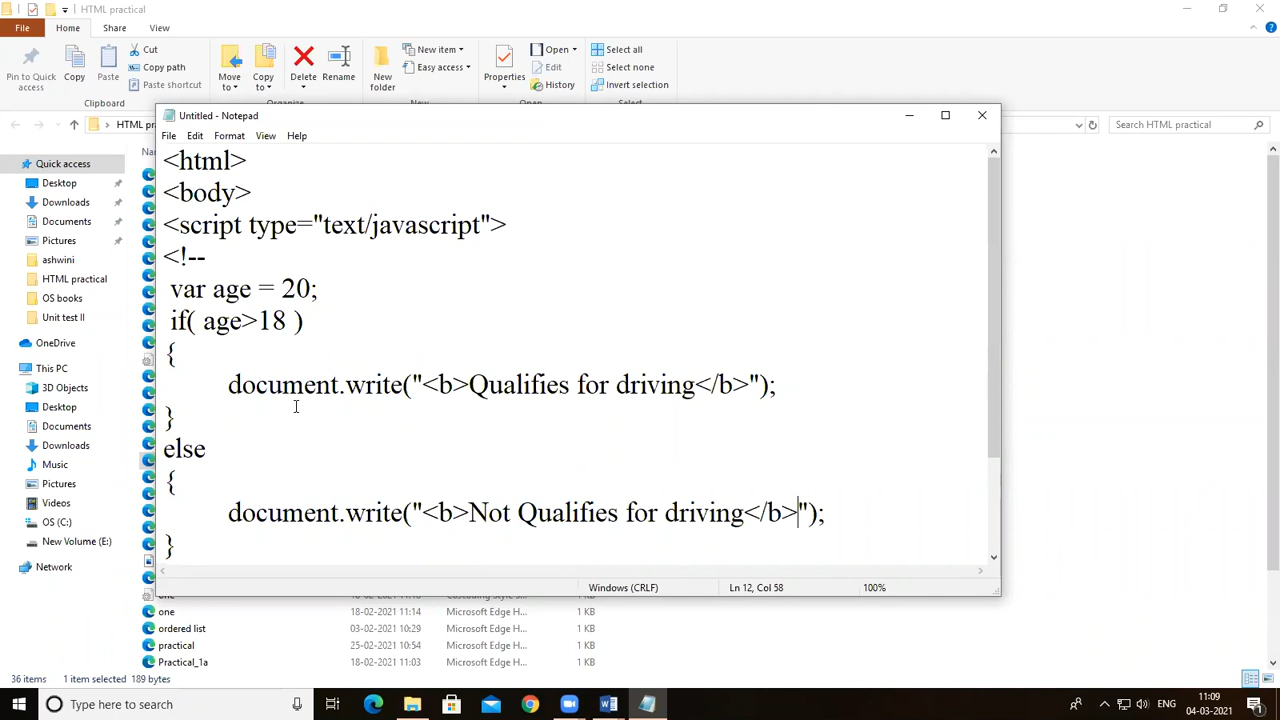 HTML practical
File Home Share View
Pin to Quick access Copy Paste Cut Copy path Paste shortcut Move to Copy to Delete Rename New folder New item Easy access Properties Open Edit History Select all Select none Invert selection
Clipboard Organize New Open Select
HTML pr Search HTML practical
Untitled - Notepad
File Edit Format View Help
<html>
<body>
<script type="text/javascript">
<!--
var age = 20;
if( age>18 )
{
document.write("<b>Qualifies for driving</b>");
}
else
{
document.write("<b>Not Qualifies for driving</b>");
}
Windows (CRLF) Ln 12, Col 58 100%
Quick access
Desktop
Downloads
Documents
Pictures
ashwini
HTML practical
OS books
Unit test II
OneDrive
This PC
3D Objects
Desktop
Documents
Downloads
Music
Pictures
Videos
OS (C:)
New Volume (E:)
Network
one 18-02-2021 11:14 Microsoft Edge H... 1 KB
ordered list 03-02-2021 10:29 Microsoft Edge H... 1 KB
practical 25-02-2021 10:54 Microsoft Edge H... 1 KB
Practical_1a 18-02-2021 11:03 Microsoft Edge H... 1 KB
36 items 1 item selected 189 bytes
Type here to search ENG 11:09
04-03-2021